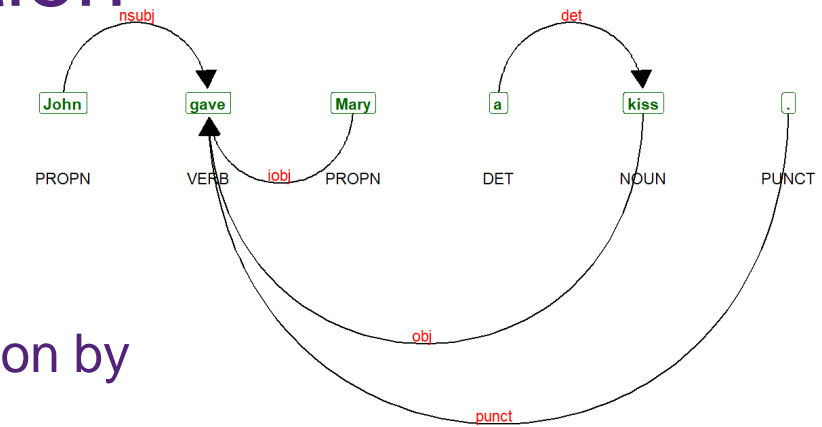 nsubj det
John gave Mary a kiss .
PROPN VERB iobj PROPN DET NOUN PUNCT
obj
on by
punct